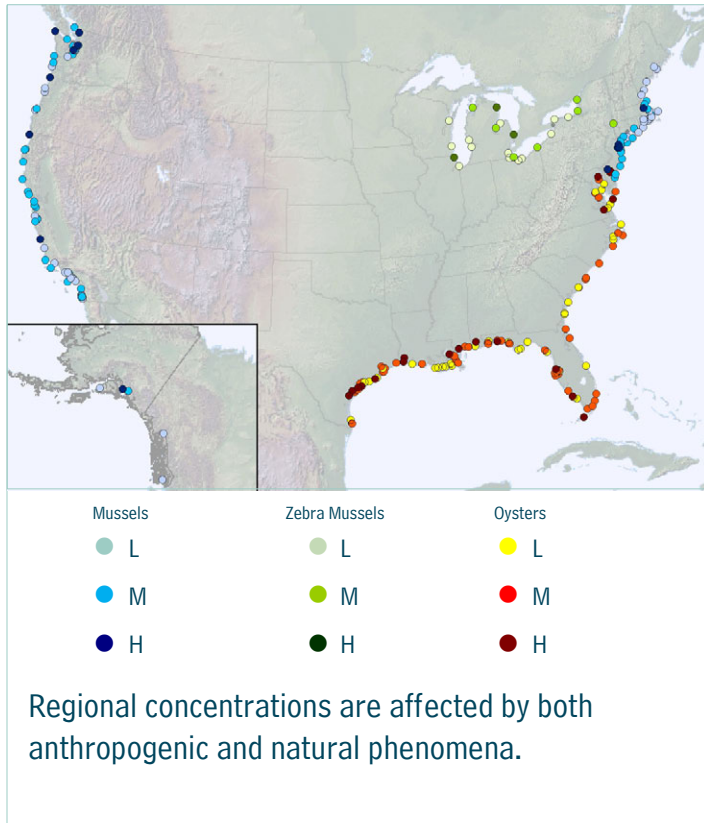 Mussels Zebra Mussels Oysters
L L L
M M M
H H H
Regional concentrations are affected by both
anthropogenic and natural phenomena.